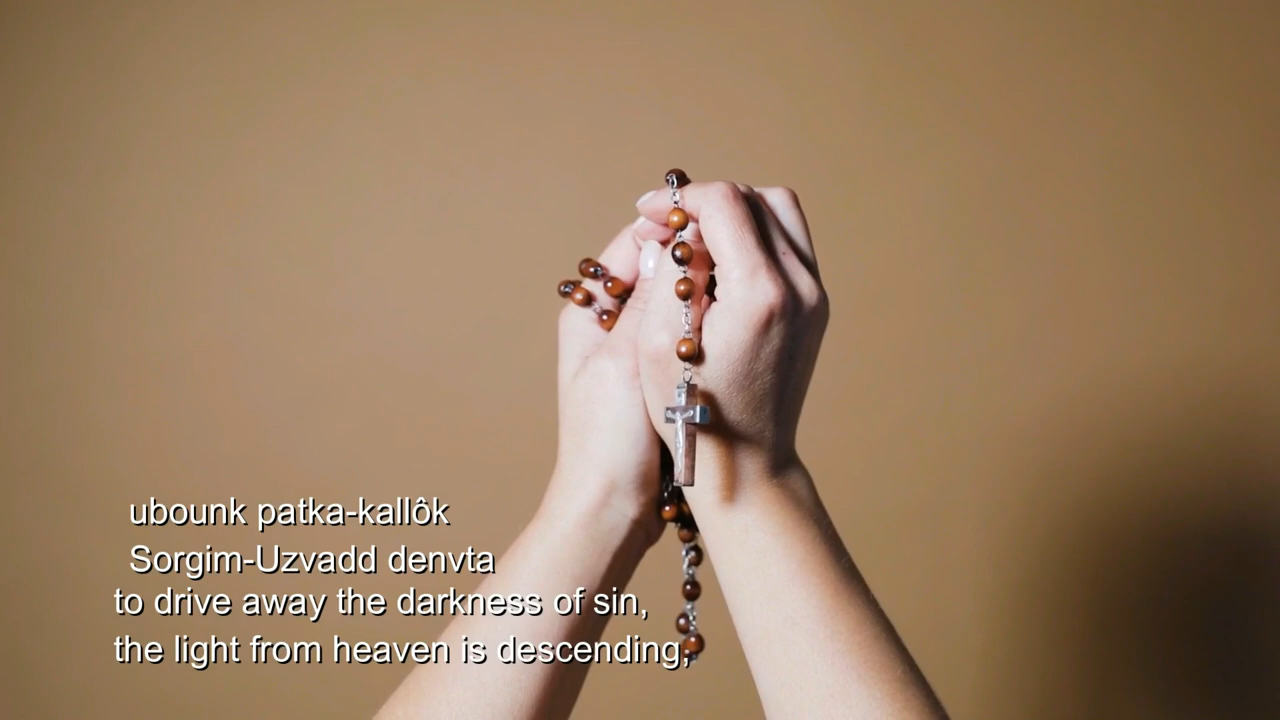 ubounk patka-kallôk
Sorgim-Uzvadd denvta
to drive away the darkness of sin,
the light from heaven is descending,